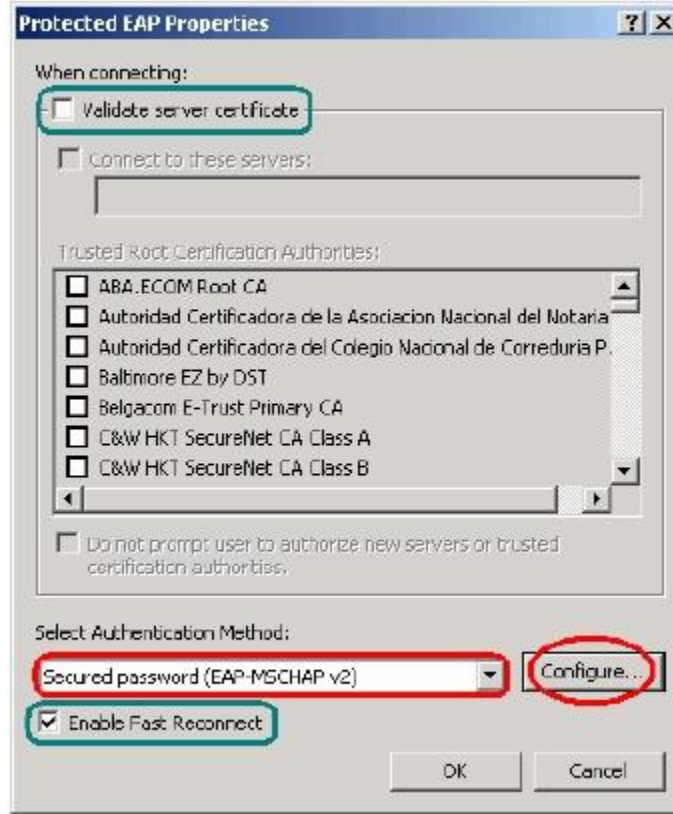 Protected EAP Properties
When connecting:
Validate server certificate
Connect to these servers:
Trusted Root Certification Authorities:
ABA.ECOM Root CA
Autoridad Certificadora de la Asociacion Nacional del Notaria
Autoridad Certificadora del Colegio Nacional de Correduria P.
Baltimore EZ by DST
Belgacom E-Trust Primary CA
C&W HKT SecureNet CA Class A
C&W HKT SecureNet CA Class B
Do not prompt user to authorize new servers or trusted
certification authorities.
Select Authentication Method:
Secured password (EAP-MSCHAP v2)
Configure...
Enable Fast Reconnect
OK
Cancel